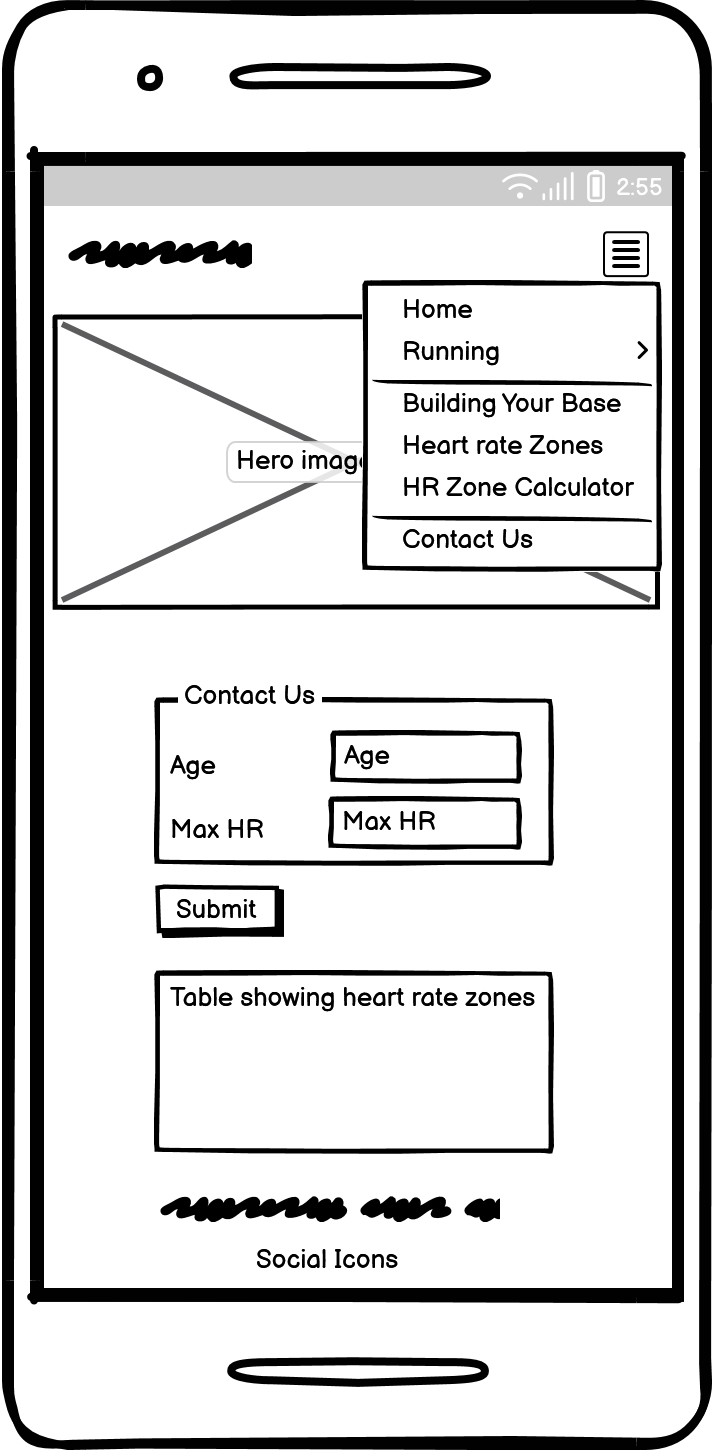 2:55
Home
Running
Building Your Base
Heart rate Zones
HR Zone Calculator
Contact Us
Hero image
Contact Us
Age
Age
Max HR
Max HR
Submit
Table showing heart rate zones
Social Icons